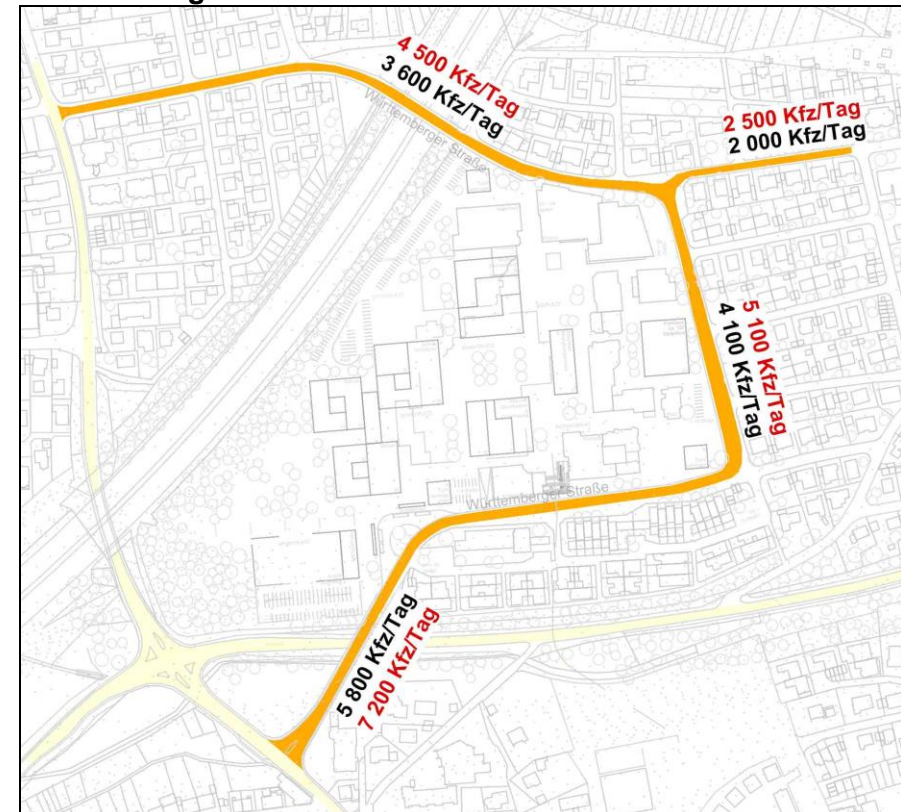 4 500 Kfz/Tag
3 600 Kfz/Tag
Württemberger Straße
2 500 Kfz/Tag
2 000 Kfz/Tag
5 100 Kfz/Tag
4 100 Kfz/Tag
Württemberger Straße
5 800 Kfz/Tag
7 200 Kfz/Tag